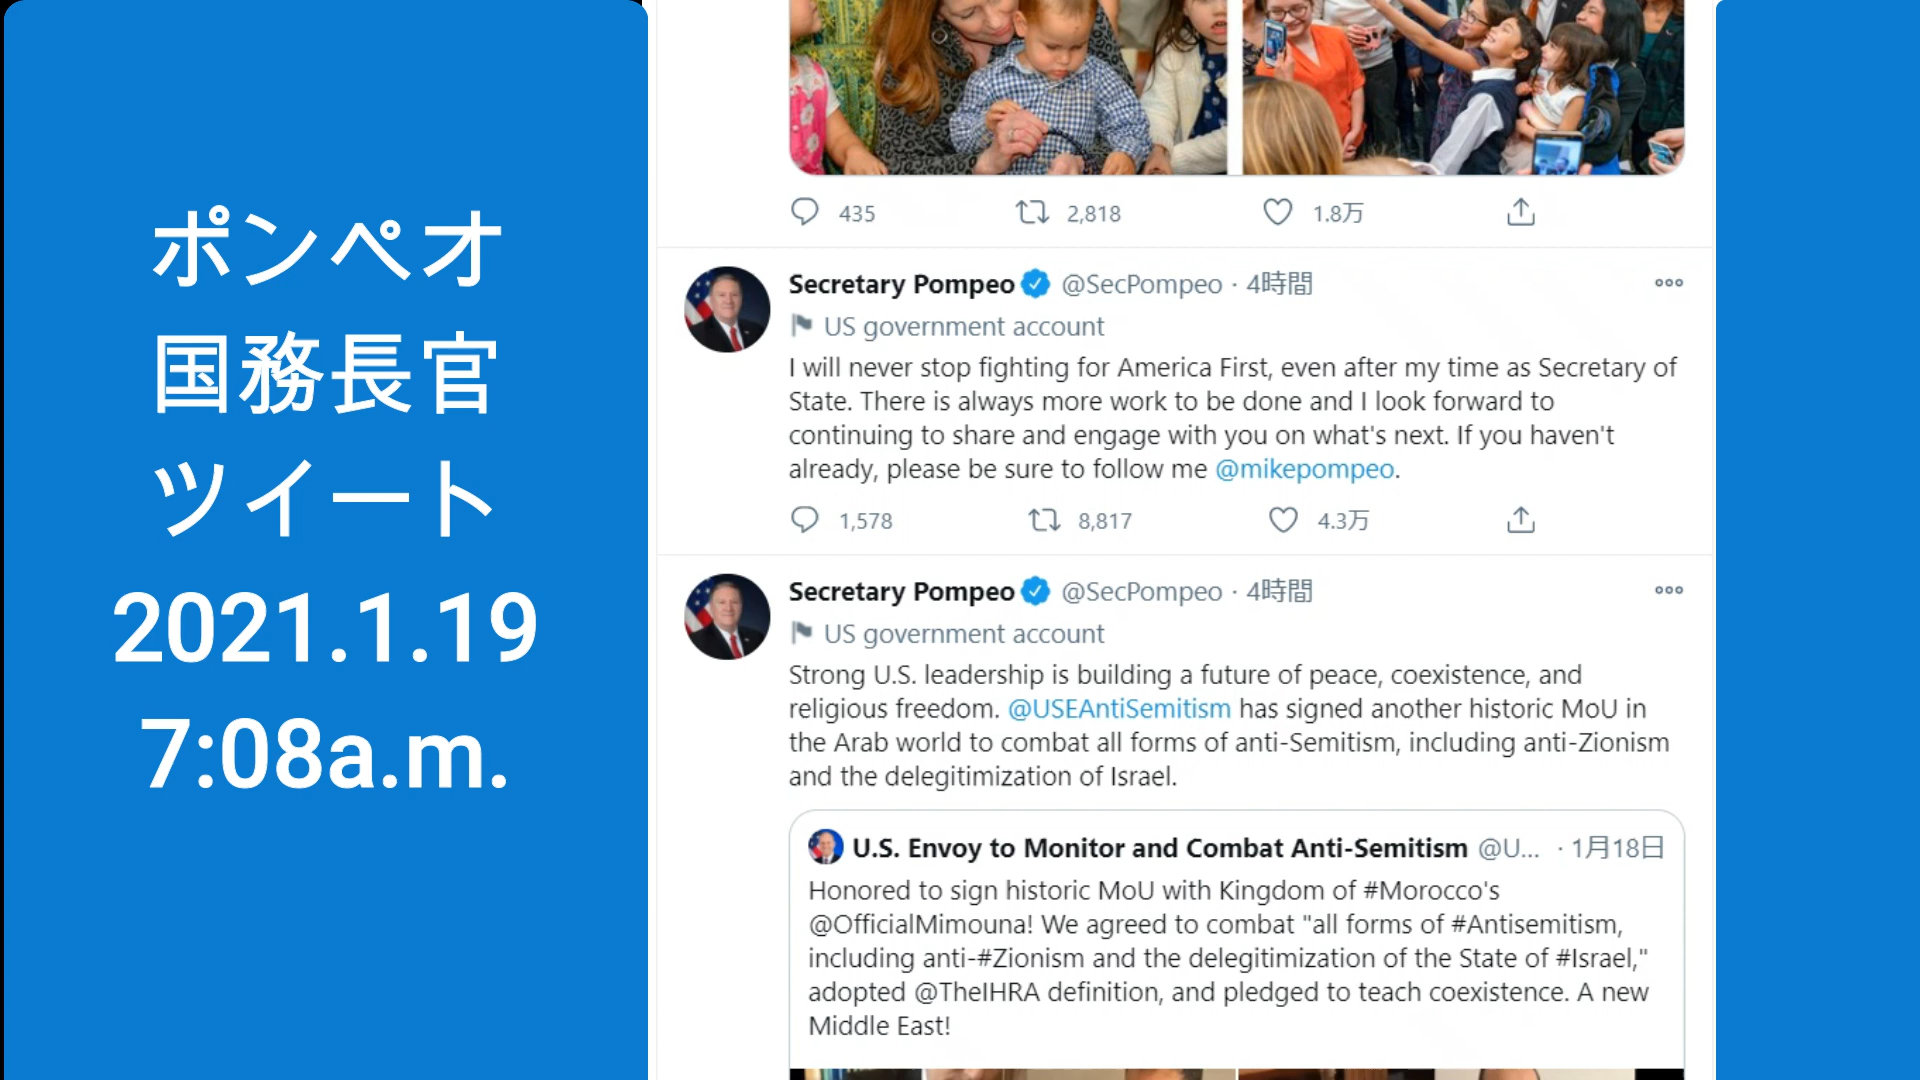 ポンペオ
国務長官
ツイート
2021.1.19
7:08a.m.
435 2,818 1.8万
Secretary Pompeo @SecPompeo · 4時間
US government account
I will never stop fighting for America First, even after my time as Secretary of
State. There is always more work to be done and I look forward to
continuing to share and engage with you on what's next. If you haven't
already, please be sure to follow me @mikepompeo.
1,578 8,817 4.3万
Secretary Pompeo @SecPompeo · 4時間
US government account
Strong U.S. leadership is building a future of peace, coexistence, and
religious freedom. @USEAntiSemitism has signed another historic MoU in
the Arab world to combat all forms of anti-Semitism, including anti-Zionism
and the delegitimization of Israel.
U.S. Envoy to Monitor and Combat Anti-Semitism @U... · 1月18日
Honored to sign historic MoU with Kingdom of #Morocco's
@OfficialMimouna! We agreed to combat "all forms of #Antisemitism,
including anti-#Zionism and the delegitimization of the State of #Israel,"
adopted @TheIHRA definition, and pledged to teach coexistence. A new
Middle East!